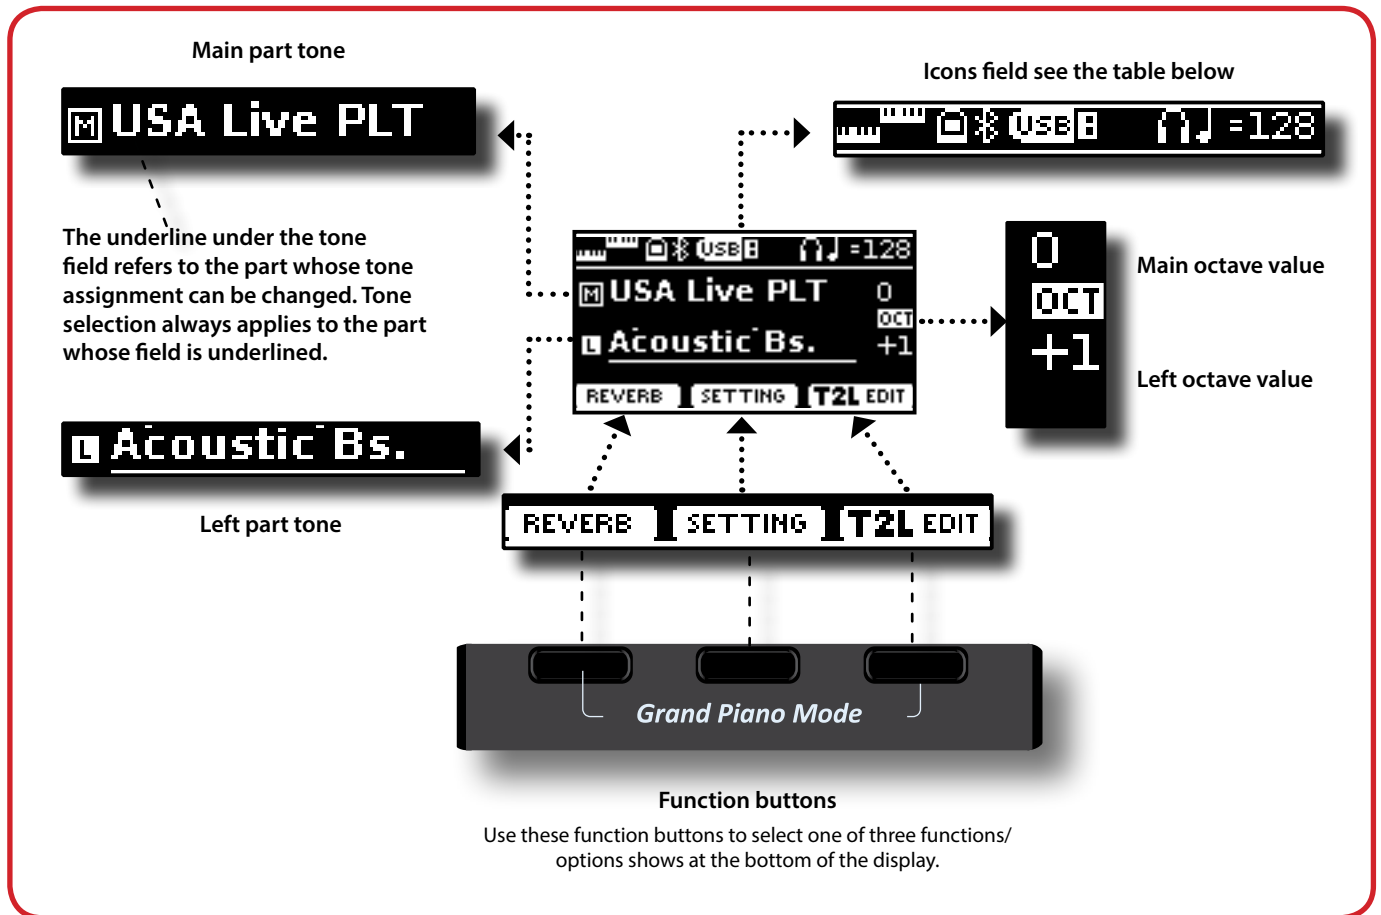 Main part tone
M USA Live PLT
The underline under the tone
field refers to the part whose tone
assignment can be changed. Tone
selection always applies to the part
whose field is underlined.
L Acoustic Bs.
Left part tone
Icons field see the table below
USB =128
USB =128
M USA Live PLT 0
OCT
L Acoustic Bs. +1
REVERB SETTING T2L EDIT
0
OCT
+1
Main octave value
Left octave value
REVERB SETTING T2L EDIT
Grand Piano Mode
Function buttons
Use these function buttons to select one of three functions/
options shows at the bottom of the display.